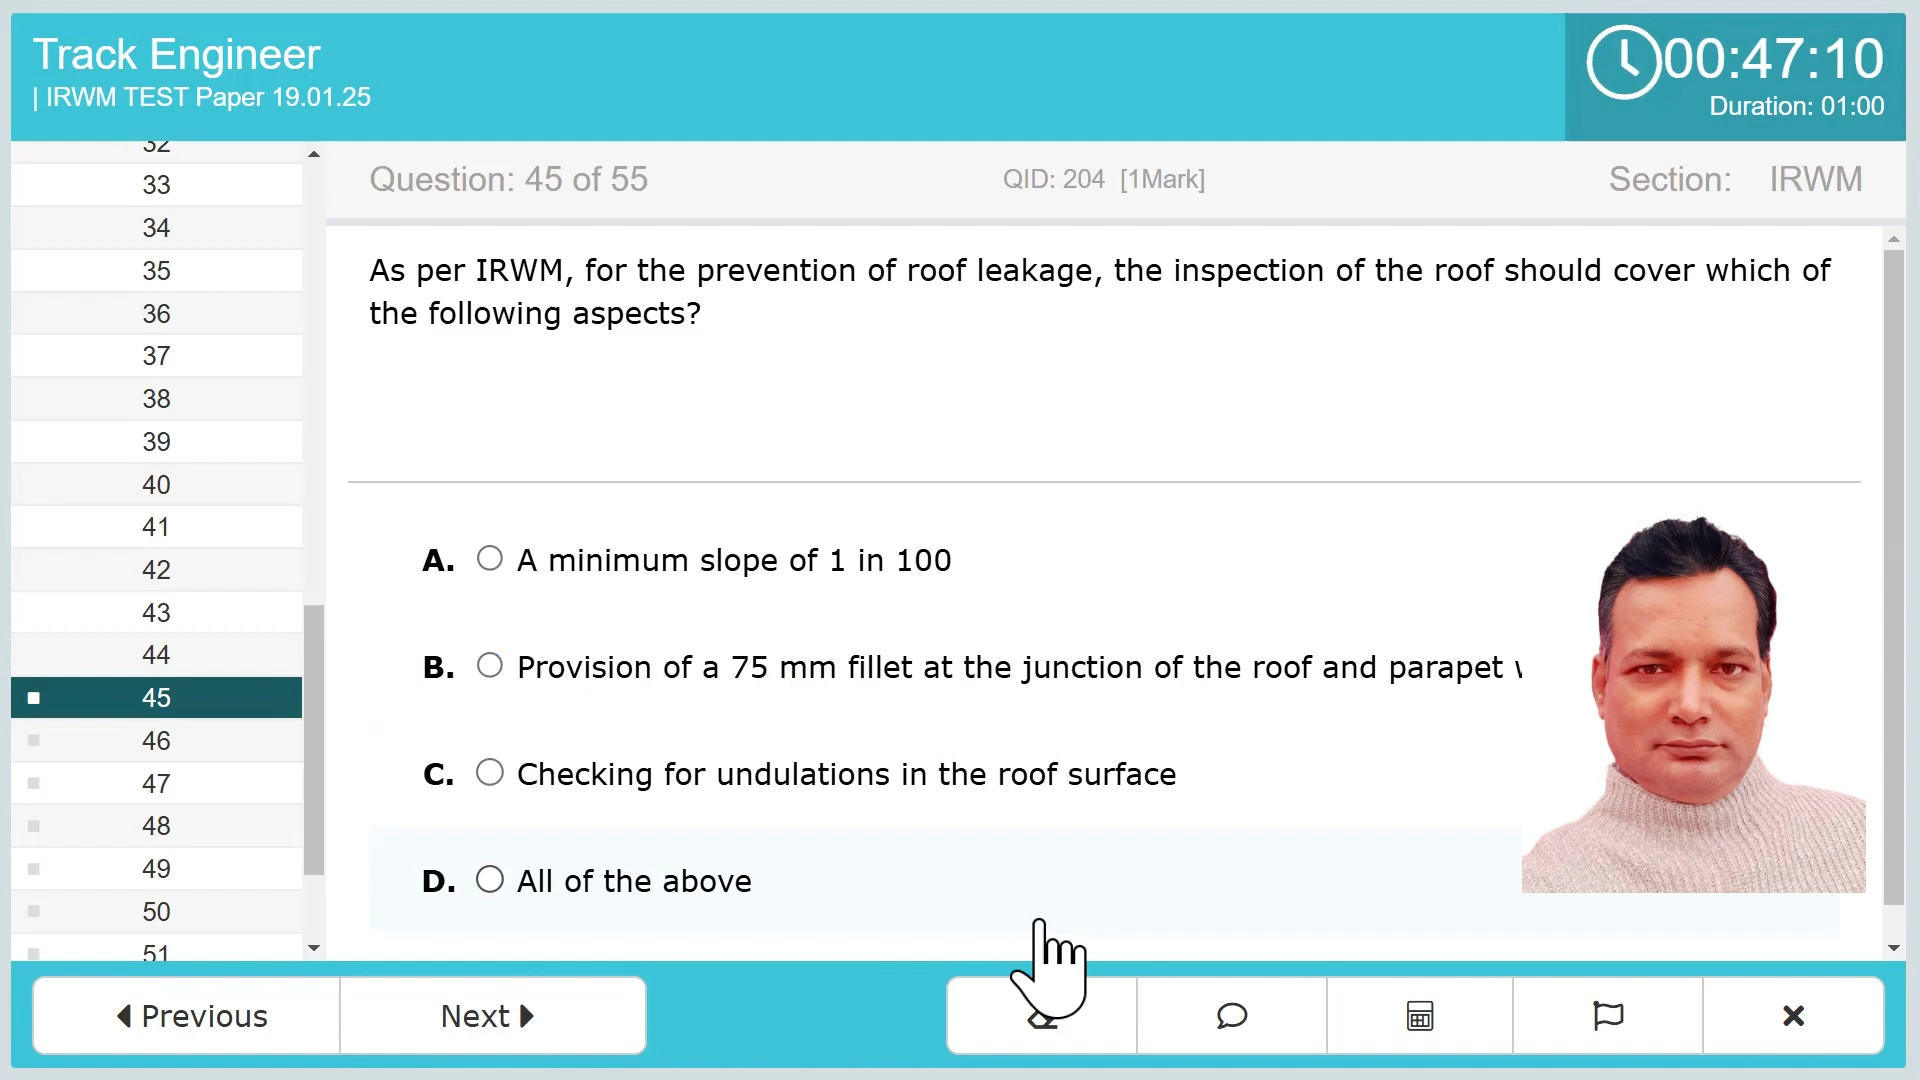 Track Engineer
| IRWM TEST Paper 19.01.25
00:47:10
Duration: 01:00
32
33
34
35
36
37
38
39
40
41
42
43
44
45
46
47
48
49
50
51
Question: 45 of 55
QID: 204 [1Mark]
Section: IRWM
As per IRWM, for the prevention of roof leakage, the inspection of the roof should cover which of
the following aspects?
A. A minimum slope of 1 in 100
B. Provision of a 75 mm fillet at the junction of the roof and parapet
C. Checking for undulations in the roof surface
D. All of the above
Previous
Next